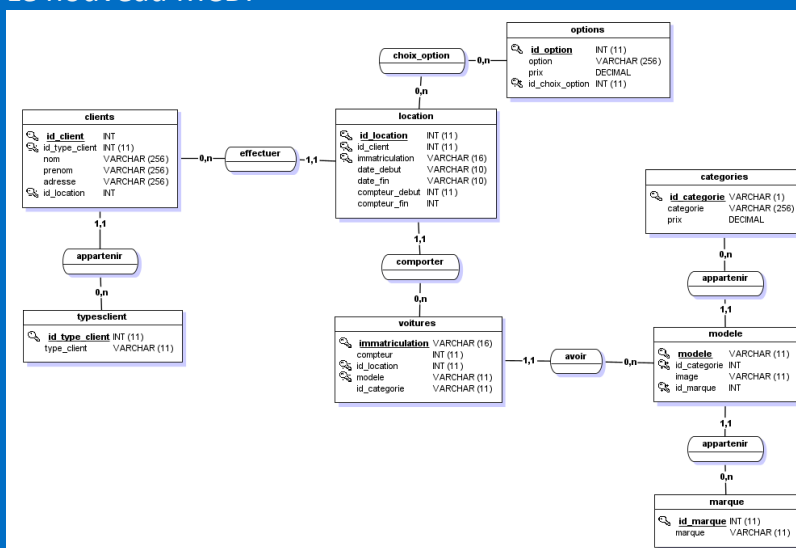 Le nouveau MCD:
options
id_option INT (11)
option VARCHAR (256)
prix DECIMAL
id_choix_option INT (11)
choix_option
0,n
0,n
clients
id_client INT
id_type_client INT (11)
nom VARCHAR (256)
prenom VARCHAR (256)
adresse VARCHAR (256)
id_location INT
0,n
effectuer
1,1
location
id_location INT (11)
id_client INT (11)
immatriculation VARCHAR (16)
date_debut VARCHAR (10)
date_fin VARCHAR (10)
compteur_debut INT (11)
compteur_fin INT
categories
id_categorie VARCHAR (1)
categorie VARCHAR (256)
prix DECIMAL
1,1
appartenir
0,n
typesclient
id_type_client INT (11)
type_client VARCHAR (11)
1,1
comporter
0,n
voitures
immatriculation VARCHAR (16)
compteur INT (11)
id_location INT (11)
modele VARCHAR (11)
id_categorie VARCHAR (11)
1,1
avoir
0,n
0,n
appartenir
1,1
modele
modele VARCHAR (11)
id_categorie INT
image VARCHAR (11)
id_marque INT
1,1
appartenir
0,n
marque
id_marque INT (11)
marque VARCHAR (11)